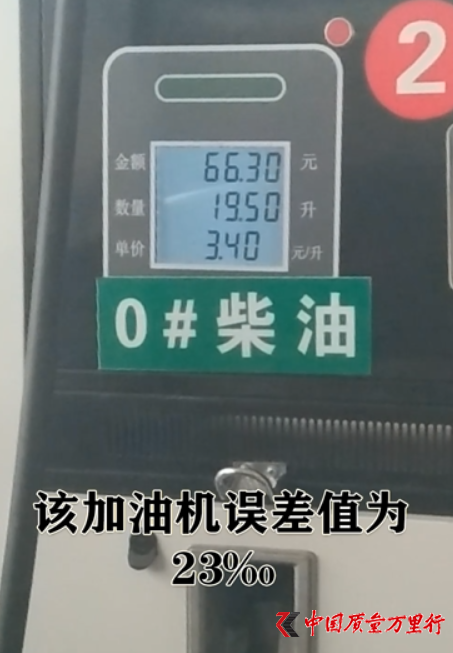 2
金额 66.30 元
数量 19.50 升
单价 3.40 元/升
0#柴油
该加油机误差值为
23‰
中国质量万里行